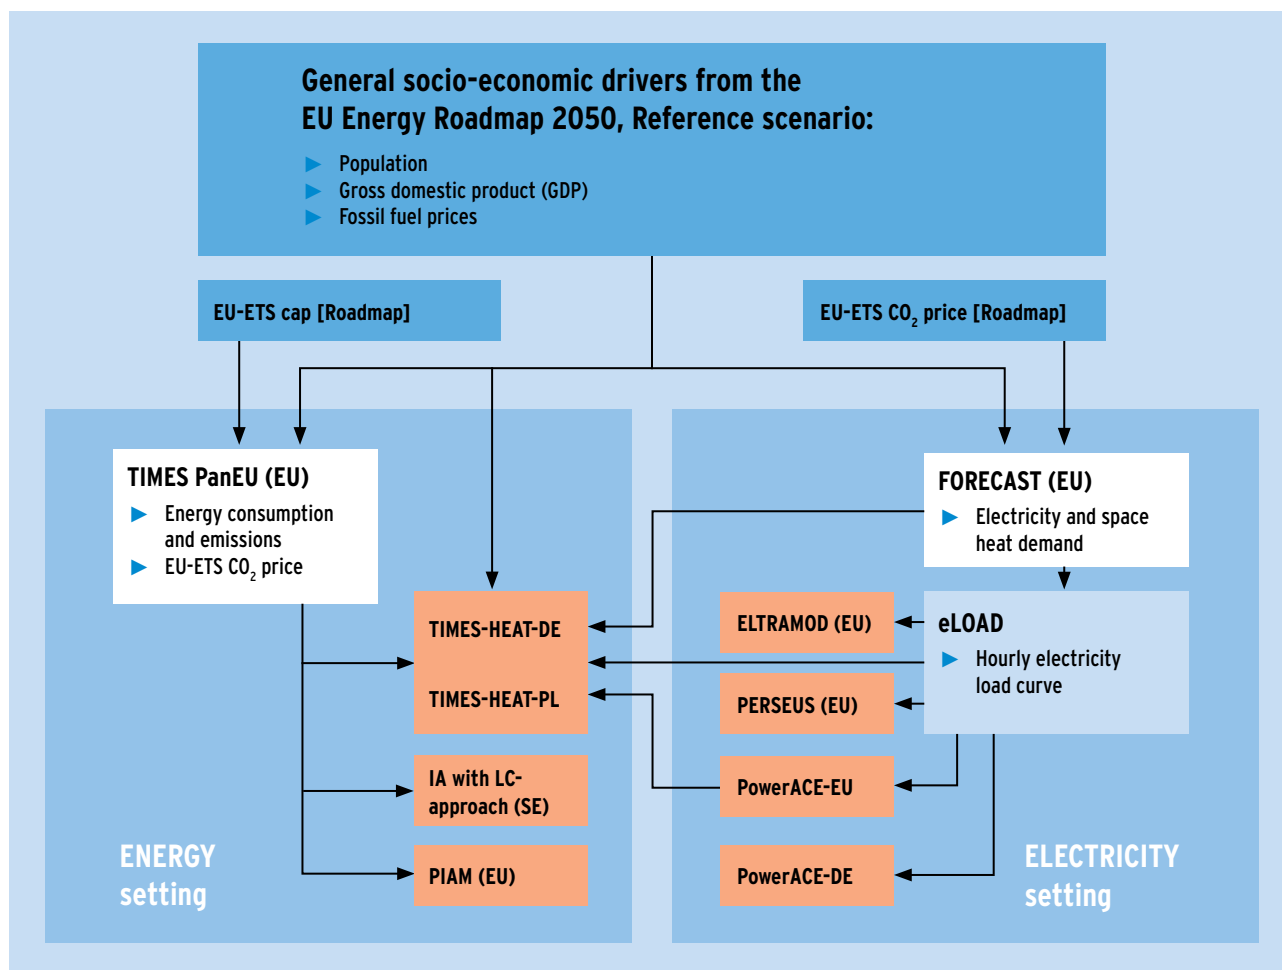 General socio-economic drivers from the
EU Energy Roadmap 2050, Reference scenario:
► Population
► Gross domestic product (GDP)
► Fossil fuel prices
EU-ETS cap [Roadmap]
EU-ETS CO₂ price [Roadmap]
TIMES PanEU (EU)
► Energy consumption
and emissions
► EU-ETS CO₂ price
FORECAST (EU)
► Electricity and space
heat demand
TIMES-HEAT-DE
TIMES-HEAT-PL
ELTRAMOD (EU)
eLOAD
► Hourly electricity
load curve
PERSEUS (EU)
IA with LC-
approach (SE)
PowerACE-EU
PIAM (EU)
PowerACE-DE
ENERGY
setting
ELECTRICITY
setting